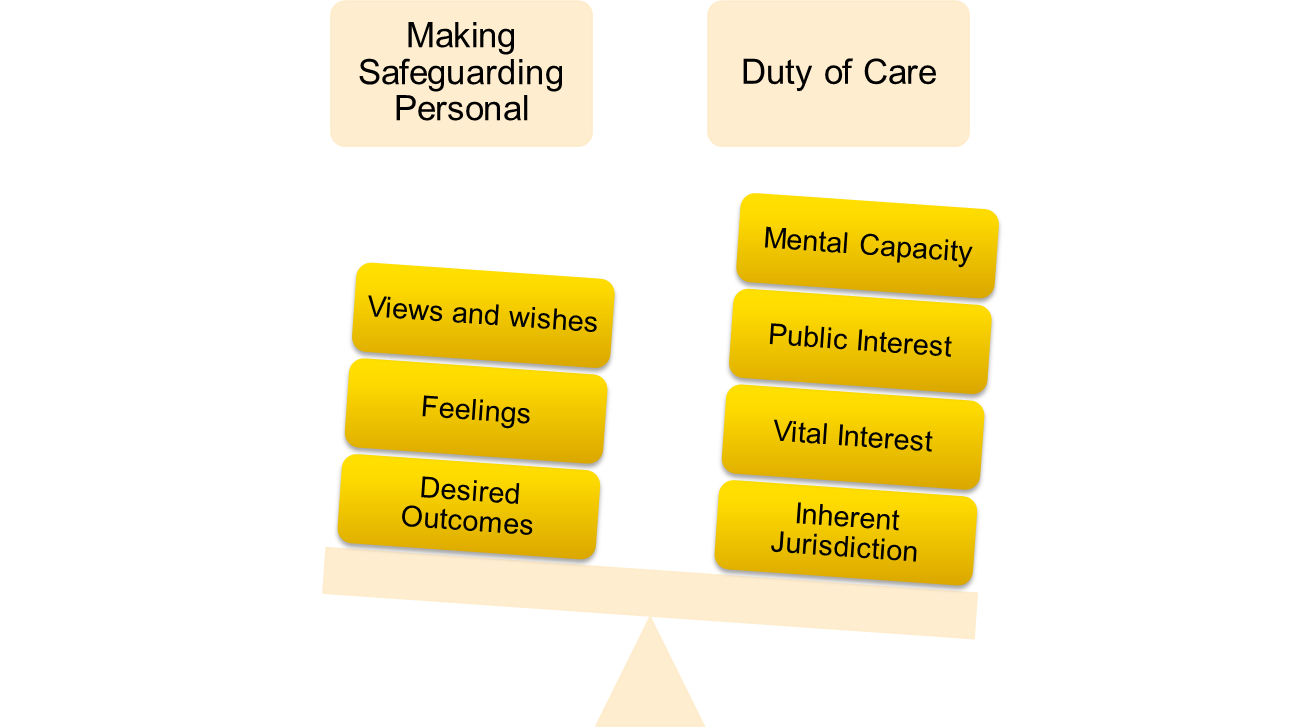 Making
Safeguarding
Personal
Duty of Care
Views and wishes
Feelings
Desired
Outcomes
Mental Capacity
Public Interest
Vital Interest
Inherent
Jurisdiction